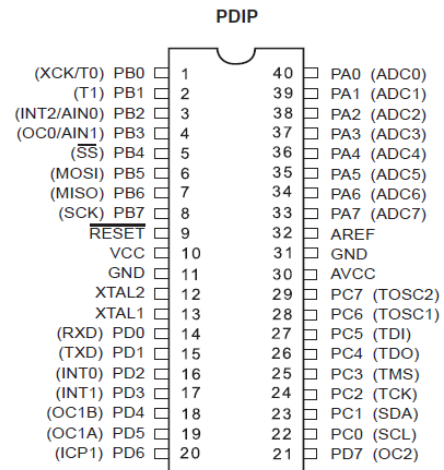 PDIP
(XCK/T0) PB0 1 40 PA0 (ADC0)
(T1) PB1 2 39 PA1 (ADC1)
(INT2/AIN0) PB2 3 38 PA2 (ADC2)
(OC0/AIN1) PB3 4 37 PA3 (ADC3)
(S̅S̅) PB4 5 36 PA4 (ADC4)
(MOSI) PB5 6 35 PA5 (ADC5)
(MISO) PB6 7 34 PA6 (ADC6)
(SCK) PB7 8 33 PA7 (ADC7)
R̅E̅S̅E̅T̅ 9 32 AREF
VCC 10 31 GND
GND 11 30 AVCC
XTAL2 12 29 PC7 (TOSC2)
XTAL1 13 28 PC6 (TOSC1)
(RXD) PD0 14 27 PC5 (TDI)
(TXD) PD1 15 26 PC4 (TDO)
(INT0) PD2 16 25 PC3 (TMS)
(INT1) PD3 17 24 PC2 (TCK)
(OC1B) PD4 18 23 PC1 (SDA)
(OC1A) PD5 19 22 PC0 (SCL)
(ICP1) PD6 20 21 PD7 (OC2)